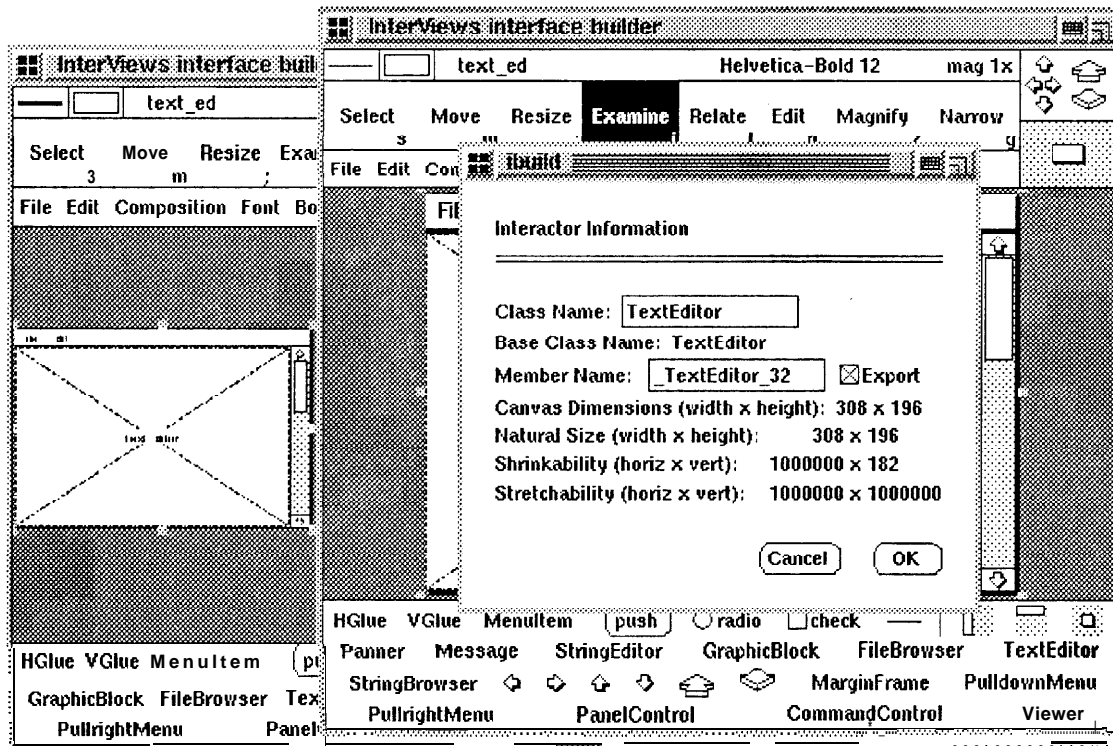 InterViews interface buil
text_ed
Select Move Resize Exa
3 m ;
File Edit Composition Font Bo
HGlue VGlue MenuItem
GraphicBlock FileBrowser Tex
PullrightMenu Panel
InterViews interface builder
text_ed Helvetica-Bold 12 mag 1x
Select Move Resize Examine Relate Edit Magnify Narrow
s m
File Edit Com
ibuild
Interactor Information
Class Name: TextEditor
Base Class Name: TextEditor
Member Name: _TextEditor_32 Export
Canvas Dimensions (width x height): 308 x 196
Natural Size (width x height): 308 x 196
Shrinkability (horiz x vert): 1000000 x 182
Stretchability (horiz x vert): 1000000 x 1000000
Cancel OK
HGlue VGlue MenuItem push radio check
Panner Message StringEditor GraphicBlock FileBrowser TextEditor
StringBrowser MarginFrame PulldownMenu
PullrightMenu PanelControl CommandControl Viewer